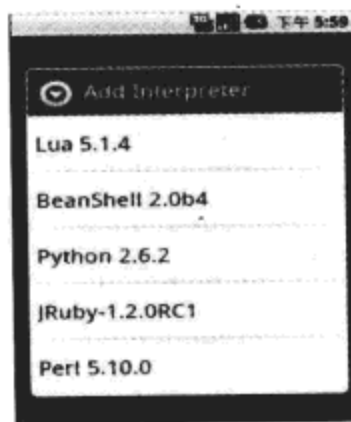 下午 5:59
Add Interpreter
Lua 5.1.4
BeanShell 2.0b4
Python 2.6.2
JRuby-1.2.0RC1
Perl 5.10.0